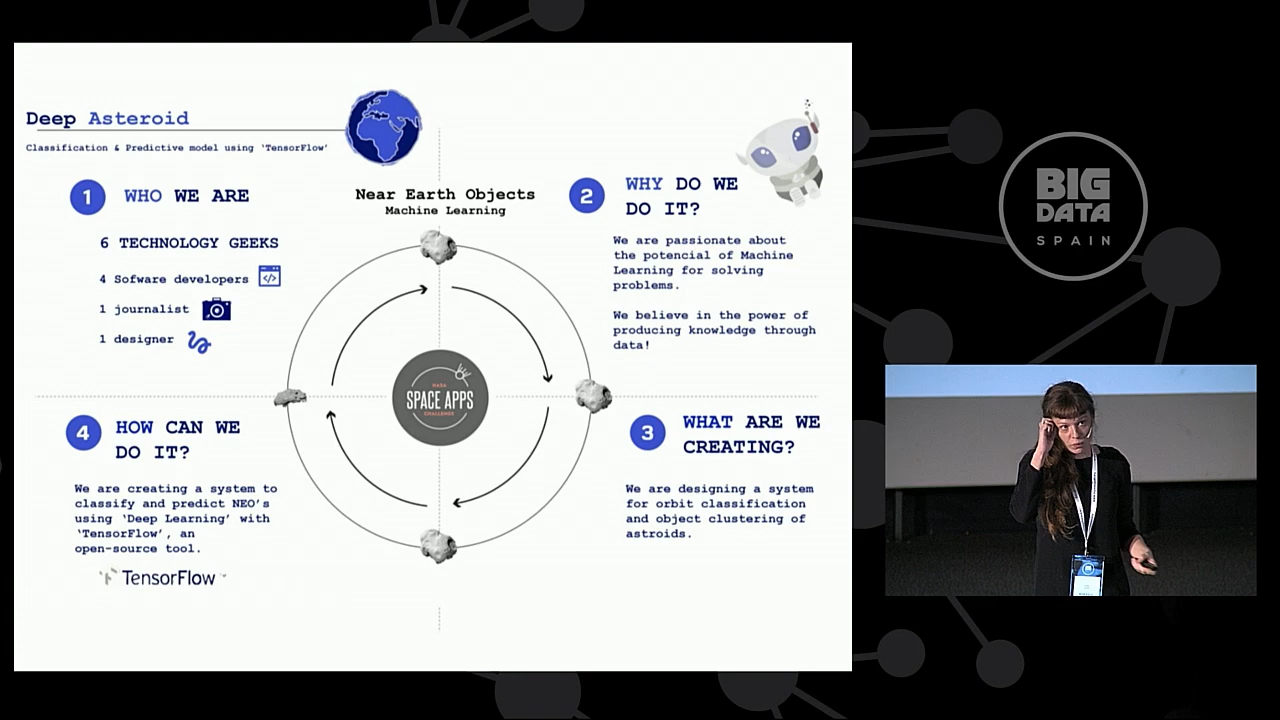 Deep Asteroid
Classification & Predictive model using ‘TensorFlow’
1
WHO WE ARE
6 TECHNOLOGY GEEKS
4 Sofware developers
1 journalist
1 designer
Near Earth Objects
Machine Learning
NASA
SPACE APPS
CHALLENGE
2
WHY DO WE
DO IT?
We are passionate about
the potencial of Machine
Learning for solving
problems.
We believe in the power of
producing knowledge through
data!
3
WHAT ARE WE
CREATING?
We are designing a system
for orbit classification
and object clustering of
astroids.
4
HOW CAN WE
DO IT?
We are creating a system to
classify and predict NEO’s
using ‘Deep Learning’ with
‘TensorFlow’, an
open-source tool.
TensorFlow
BIG
DATA
SPAIN